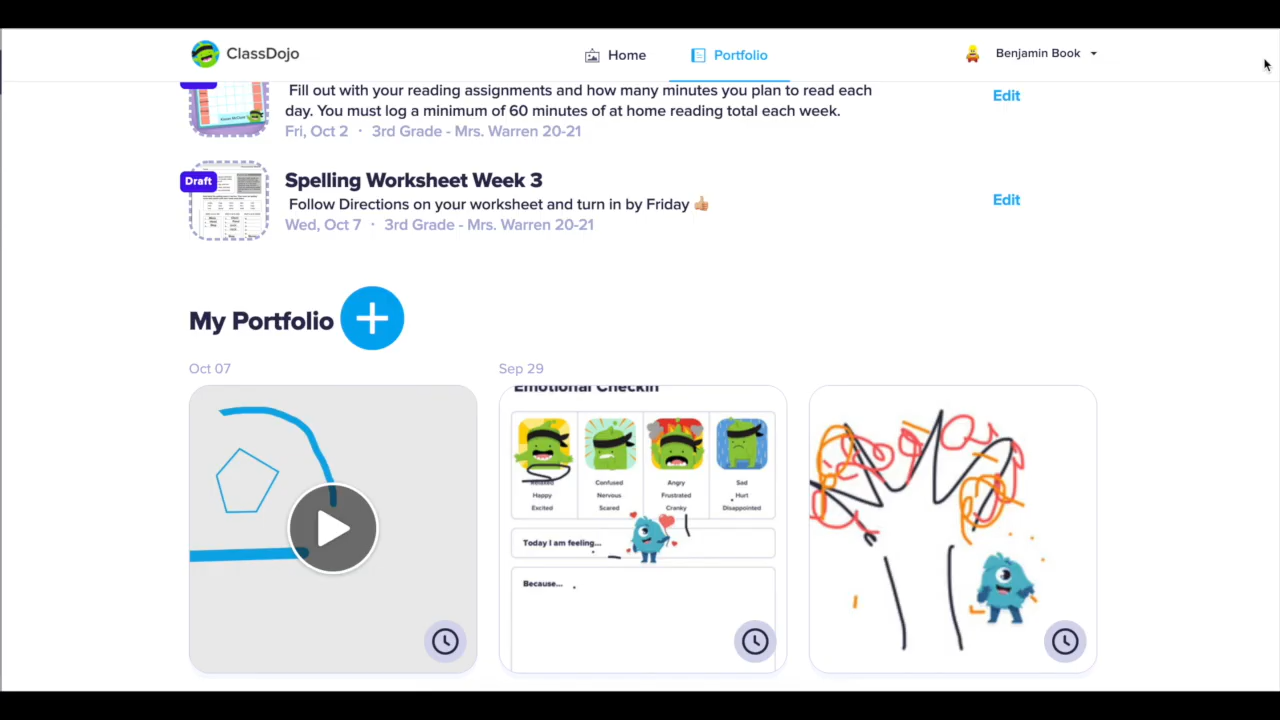 ClassDojo
Home
Portfolio
Benjamin Book
Fill out with your reading assignments and how many minutes you plan to read each
day. You must log a minimum of 60 minutes of at home reading total each week.
Edit
Fri, Oct 2 · 3rd Grade - Mrs. Warren 20-21
Draft
Spelling Worksheet Week 3
Follow Directions on your worksheet and turn in by Friday 👍🏼
Edit
Wed, Oct 7 · 3rd Grade - Mrs. Warren 20-21
My Portfolio
Oct 07
Sep 29
Emotional Checkin
Relaxed
Happy
Excited
Confused
Nervous
Scared
Angry
Frustrated
Cranky
Sad
Hurt
Disappointed
Today I am feeling...
Because...